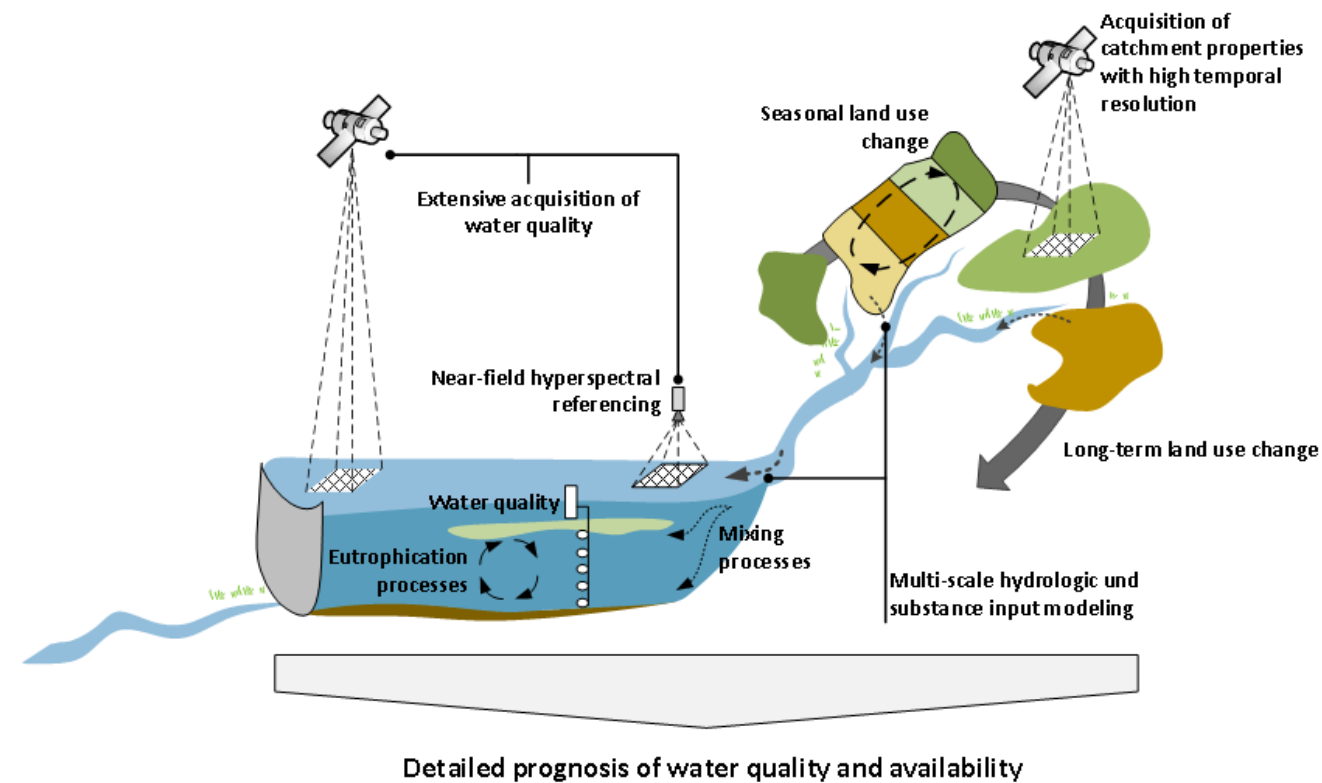 Acquisition of
catchment properties
with high temporal
resolution
Seasonal land use
change
Extensive acquisition of
water quality
Near-field hyperspectral
referencing
Long-term land use change
Water quality
Mixing
processes
Eutrophication
processes
Multi-scale hydrologic und
substance input modeling
Detailed prognosis of water quality and availability